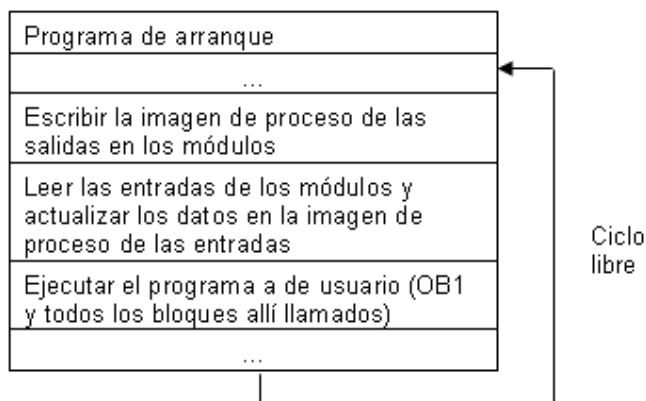 Programa de arranque
...
Escribir la imagen de proceso de las
salidas en los módulos
Leer las entradas de los módulos y
actualizar los datos en la imagen de
proceso de las entradas
Ejecutar el programa a de usuario (OB1
y todos los bloques allí llamados)
...
Ciclo
libre